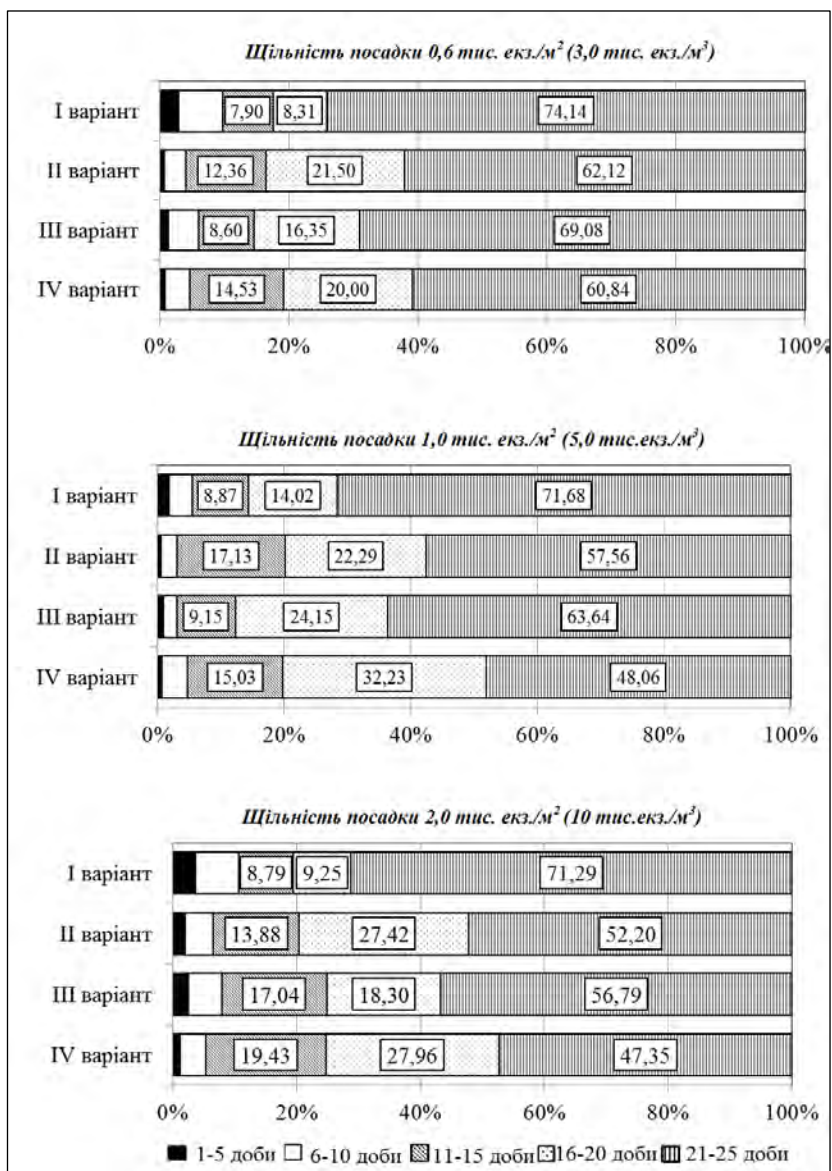 Щільність посадки 0,6 тис. екз./м² (3,0 тис. екз./м³)
І варіант 7,90 8,31 74,14
ІІ варіант 12,36 21,50 62,12
ІІІ варіант 8,60 16,35 69,08
IV варіант 14,53 20,00 60,84
0% 20% 40% 60% 80% 100%
Щільність посадки 1,0 тис. екз./м² (5,0 тис.екз./м³)
І варіант 8,87 14,02 71,68
ІІ варіант 17,13 22,29 57,56
ІІІ варіант 9,15 24,15 63,64
IV варіант 15,03 32,23 48,06
0% 20% 40% 60% 80% 100%
Щільність посадки 2,0 тис. екз./м² (10 тис.екз./м³)
І варіант 8,79 9,25 71,29
ІІ варіант 13,88 27,42 52,20
ІІІ варіант 17,04 18,30 56,79
IV варіант 19,43 27,96 47,35
0% 20% 40% 60% 80% 100%
1-5 доби 6-10 доби 11-15 доби 16-20 доби 21-25 доби